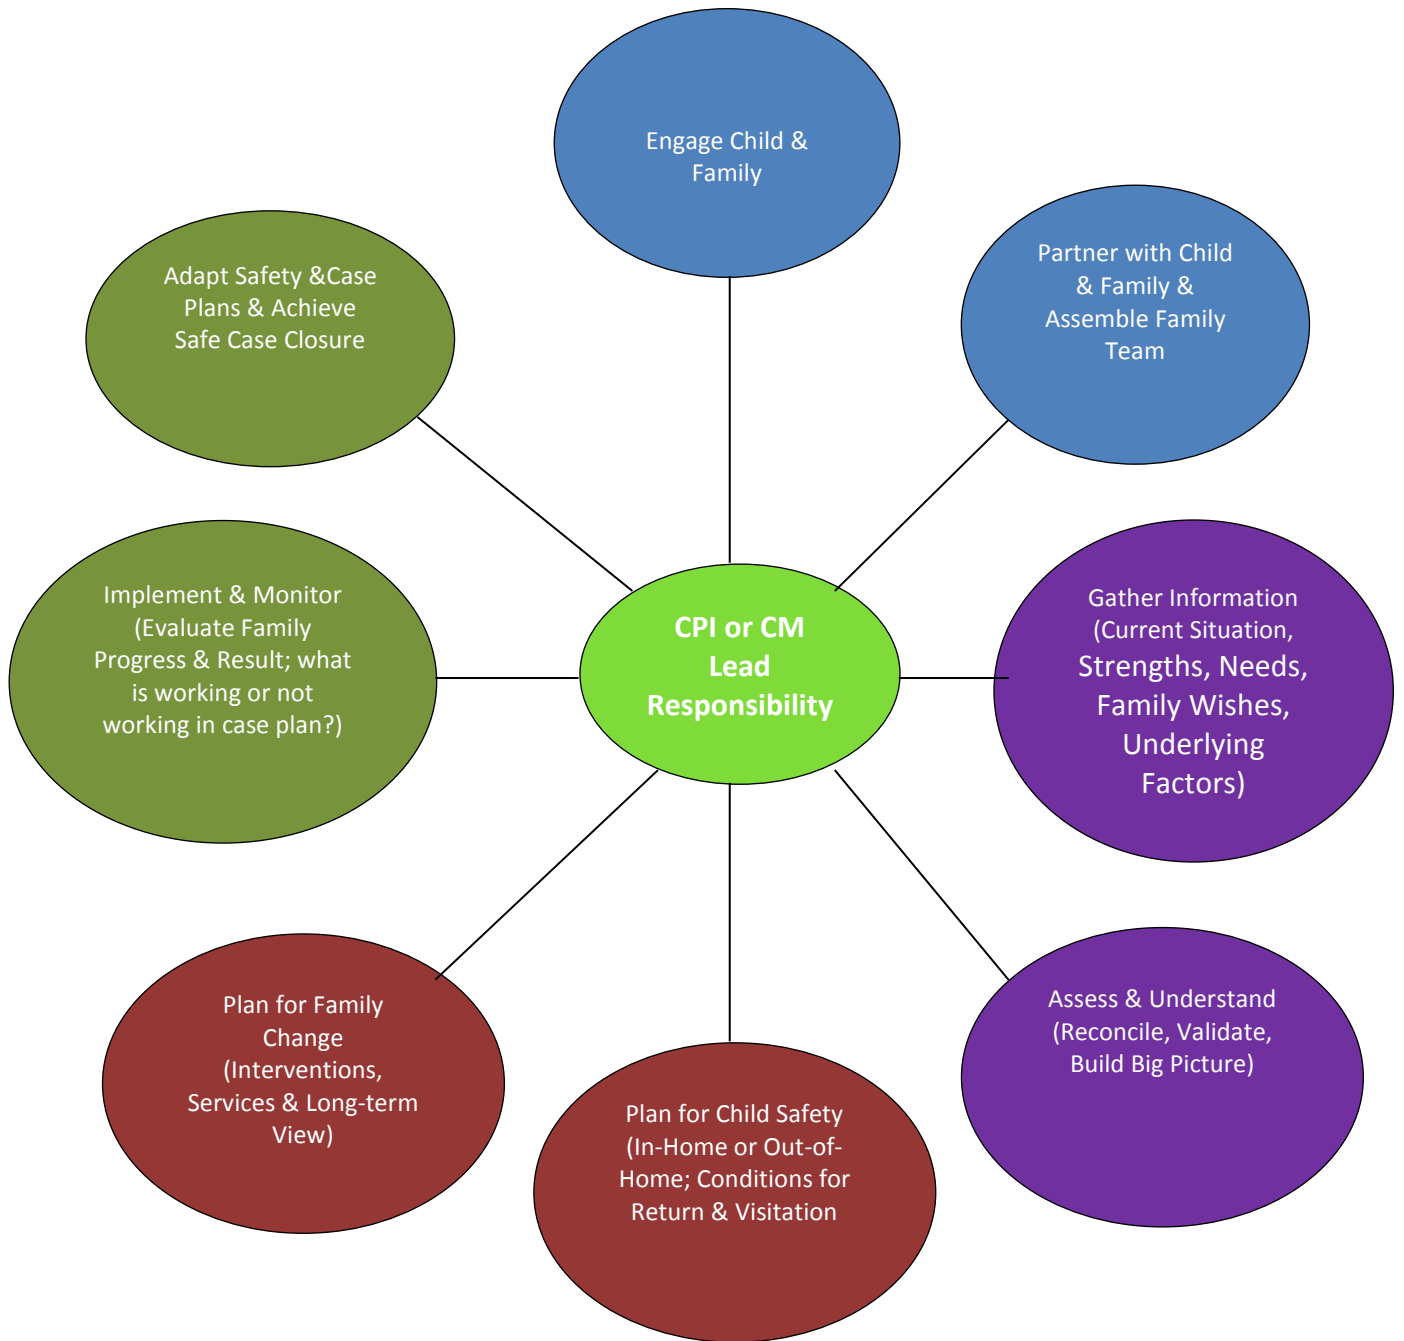 Engage Child &
Family
Partner with Child
& Family &
Assemble Family
Team
Gather Information
(Current Situation,
Strengths, Needs,
Family Wishes,
Underlying
Factors)
Assess & Understand
(Reconcile, Validate,
Build Big Picture)
Plan for Child Safety
(In-Home or Out-of-
Home; Conditions for
Return & Visitation
Plan for Family
Change
(Interventions,
Services & Long-term
View)
Implement & Monitor
(Evaluate Family
Progress & Result; what
is working or not
working in case plan?)
Adapt Safety &Case
Plans & Achieve
Safe Case Closure
CPI or CM
Lead
Responsibility